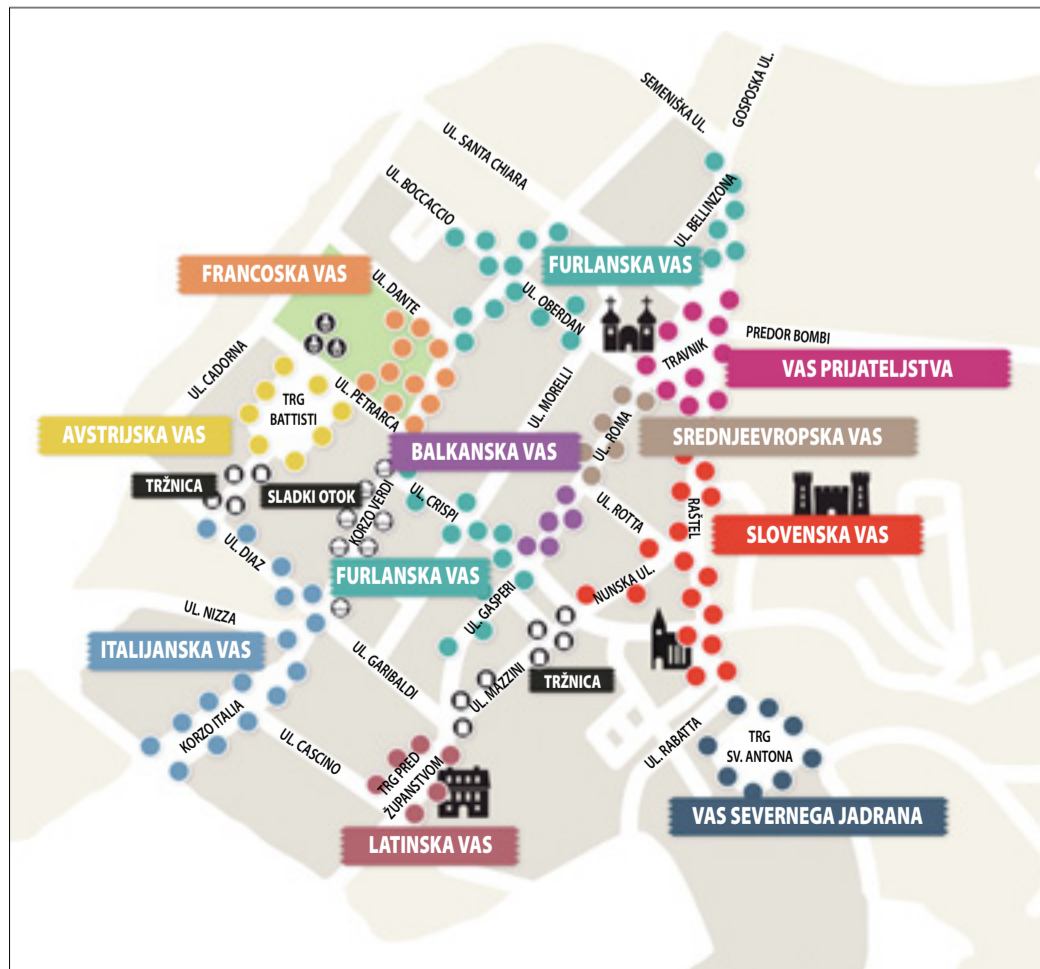 SEMENIŠKA UL.
GOSPOSKA UL.
UL. SANTA CHIARA
UL. BOCCACCIO
UL. BELLINZONA
FRANCOSKA VAS
FURLANSKA VAS
UL. DANTE
UL. OBERDAN
UL. CADORNA
TRAVNIK
PREDOR BOMBI
VAS PRIJATELJSTVA
UL. PETRARCA
TRG
BATTISTI
UL. MORELLI
AVSTRIJSKA VAS
BALKANSKA VAS
UL. ROMA
SREDNJEEVROPSKA VAS
TRŽNICA
SLADKI OTOK
KORZO VERDI
UL. CRISPI
UL. ROTTA
RAŠTEL
SLOVENSKA VAS
UL. DIAZ
FURLANSKA VAS
UL. GASPERI
NUNSKA UL.
UL. NIZZA
ITALIJANSKA VAS
UL. GARIBALDI
UL. MAZZINI
TRŽNICA
KORZO ITALIA
UL. CASCINO
TRG PRED
ŽUPANSTVOM
UL. RABATTA
TRG
SV. ANTONA
VAS SEVERNEGA JADRANA
LATINSKA VAS